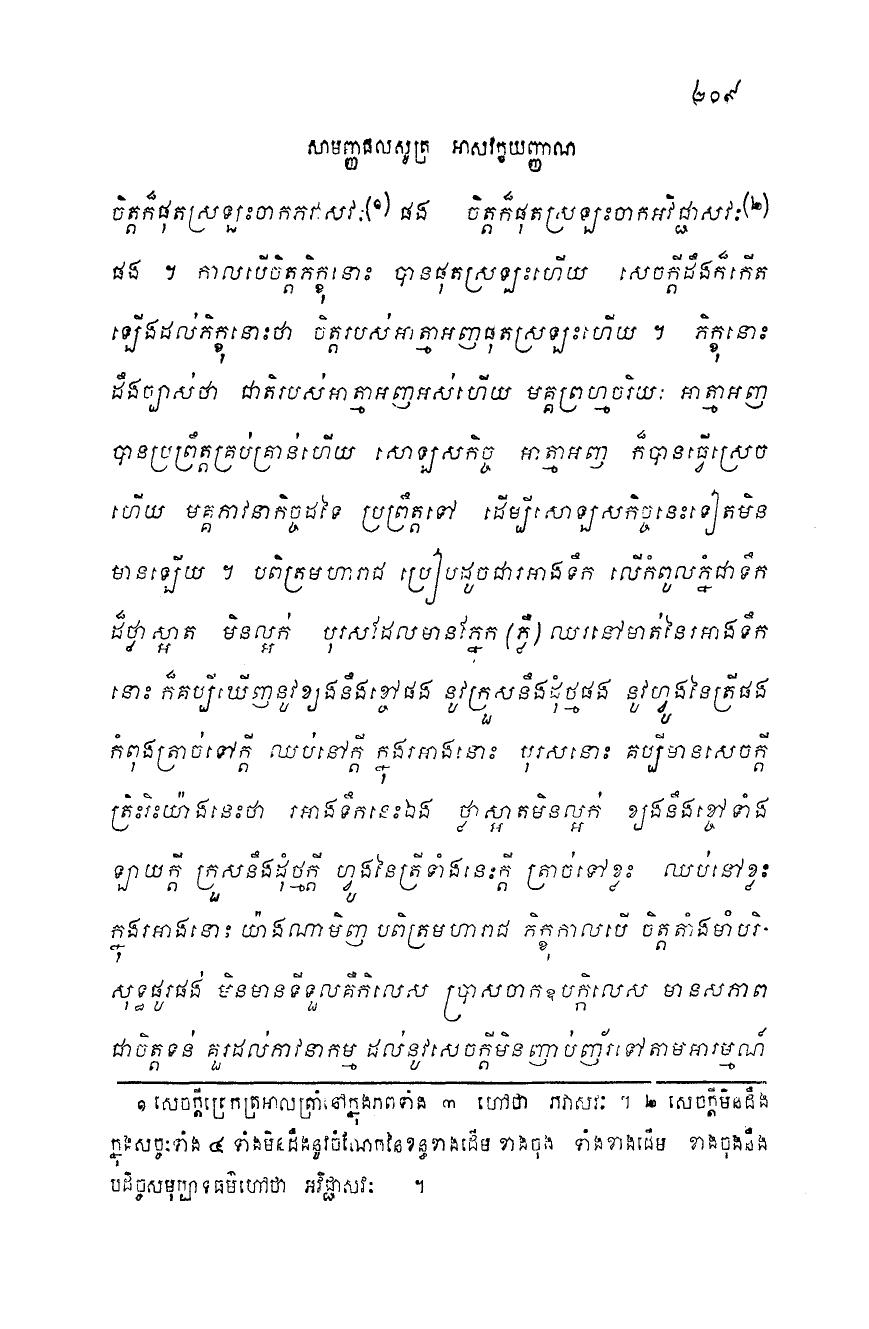 ២០៩
សាមញ្ញផលសូត្រ អាសវក្ខយញ្ញាណ
ចិត្តក៏ផុតស្រឡះចាកភវាសវៈ(១) ផង ចិត្តក៏ផុតស្រឡះចាកអវិជ្ជាសវៈ(២)
ផង ។ កាលបើចិត្តភិក្ខុនោះ បានផុតស្រឡះហើយ សេចក្តីដឹងក៏កើត
ឡើងដល់ភិក្ខុនោះថា ចិត្តរបស់អាត្មាអញផុតស្រឡះហើយ ។ ភិក្ខុនោះ
ដឹងច្បាស់ថា ជាតិរបស់អាត្មាអញអស់ហើយ មគ្គព្រហ្មចរិយៈ អាត្មាអញ
បានប្រព្រឹត្តគ្រប់គ្រាន់ហើយ សោឡសកិច្ច អាត្មាអញ ក៏បានធ្វើស្រេច
ហើយ មគ្គភាវនាកិច្ចដទៃ ប្រព្រឹត្តទៅ ដើម្បីសោឡសកិច្ចនេះទៀតមិន
មានឡើយ ។ បពិត្រមហារាជ ប្រៀបដូចជារអាងទឹក លើកំពូលភ្នំជាទឹក
ដ៏ថ្លាស្អាត មិនល្អក់ បុរសដែលមានភ្នែក (ភ្លឺ) ឈរនៅមាត់នៃរអាងទឹក
នោះ ក៏គប្បីឃើញនូវខ្យងនឹងខ្ចៅផង នូវក្រួសនឹងដុំថ្មផង នូវហ្វូងនៃត្រីផង
កំពុងត្រាច់ទៅក្តី ឈប់នៅក្តី ក្នុងរអាងនោះ បុរសនោះ គប្បីមានសេចក្តី
ត្រិះរិះយ៉ាងនេះថា រអាងទឹកនេះឯង ថ្លាស្អាតមិនល្អក់ ខ្យងនឹងខ្ចៅទាំង
ឡាយក្តី ក្រួសនឹងដុំថ្មក្តី ហ្វូងនៃត្រីទាំងនេះក្តី ត្រាច់ទៅខ្លះ ឈប់នៅខ្លះ
ក្នុងរអាងនោះ យ៉ាងណាមិញ បពិត្រមហារាជ ភិក្ខុកាលបើ ចិត្តតាំងមាំបរិ-
សុទ្ធផូរផង់ មិនមានទីទួលគឺកិលេស ប្រាសចាកឧបក្កិលេស មានសភាព
ជាចិត្តទន់ គួរដល់ភាវនាកម្ម ដល់នូវសេចក្តីមិនញាប់ញ័រទៅតាមអារម្មណ៍
១ សេចក្តីប្រេកត្រអាលត្រាំនៅក្នុងភពទាំង ៣ ហៅថា ភវាសវៈ ។ ២ សេចក្តីមិនដឹង
ក្នុងសច្ចៈទាំង ៤ ទាំងមិនដឹងនូវចំណែកនៃខន្ធខាងដើម ខាងចុង ទាំងខាងដើម ខាងចុងនឹង
បដិច្ចសមុប្បាទធម៌ហៅថា អវិជ្ជាសវៈ ។